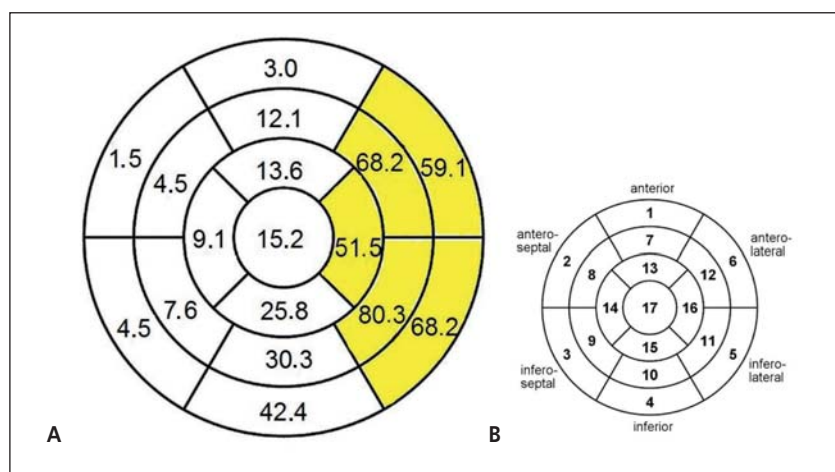 3.0
12.1
13.6
1.5
4.5
68.2
59.1
9.1
15.2
51.5
4.5
7.6
25.8
80.3
68.2
30.3
42.4
A
anterior
1
antero-
septal
antero-
lateral
7
2
8
13
12
6
14
17
16
3
9
15
11
5
10
infero-
septal
infero-
lateral
4
inferior
B